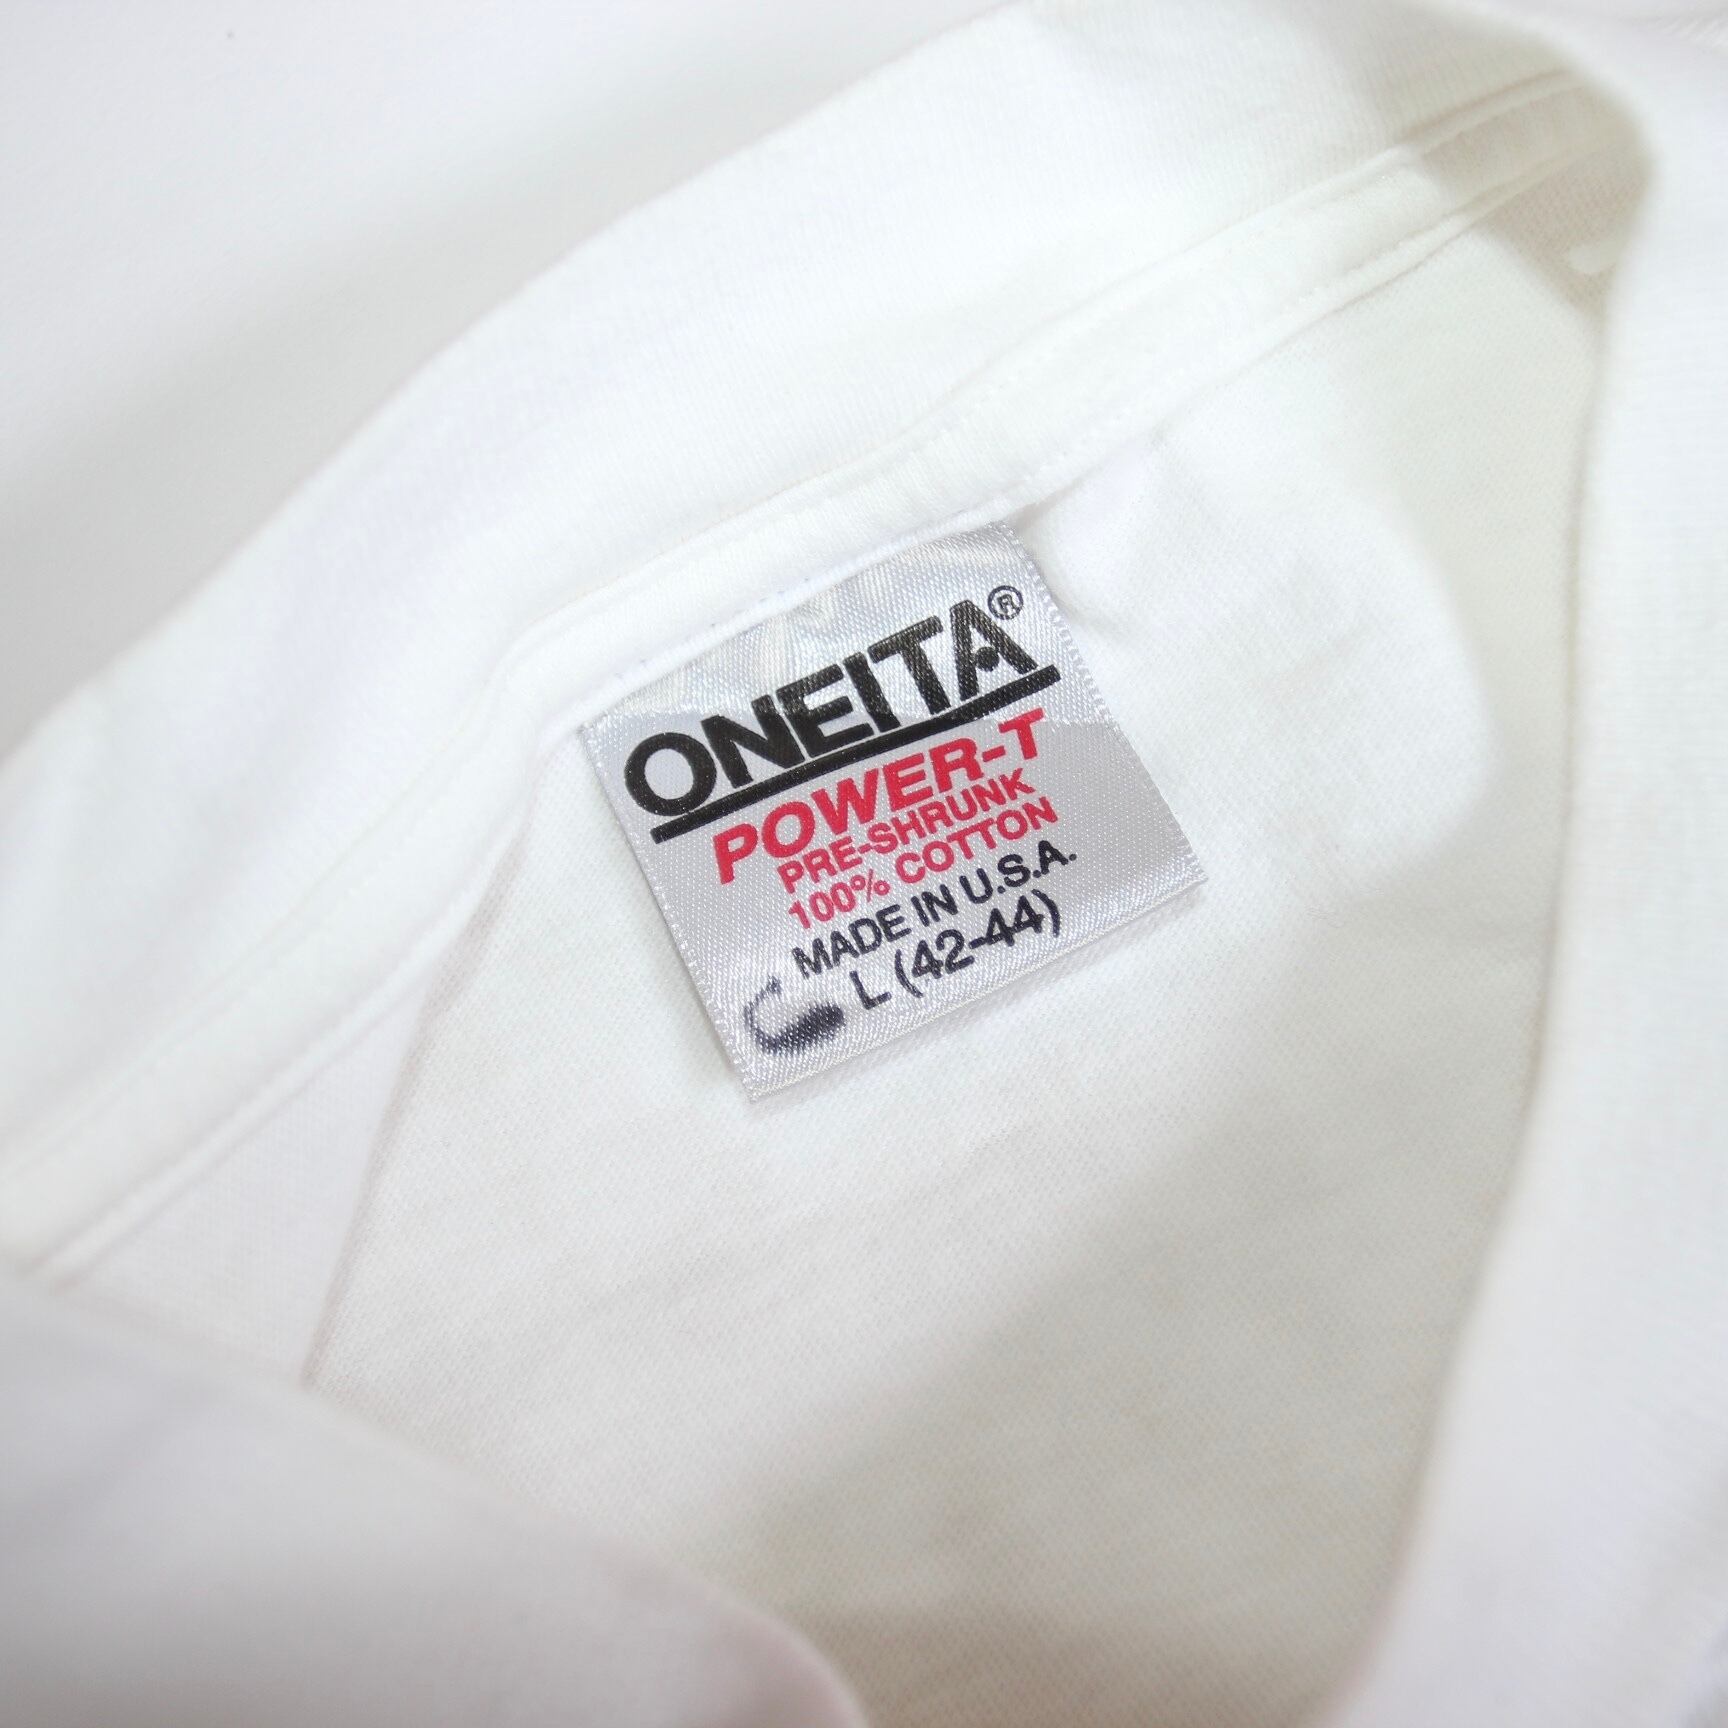 ONEITA®
POWER-T
PRE-SHRUNK
100% COTTON
MADE IN U.S.A.
L (42-44)